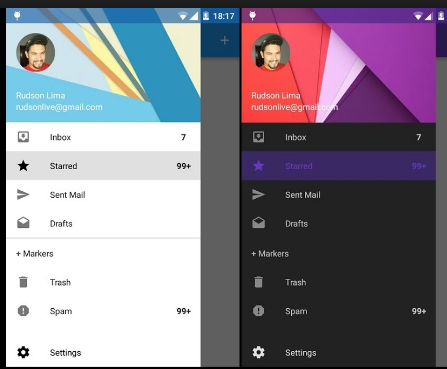 18:17
Rudson Lima
rudsonlive@gmail.com
Inbox 7
Starred 99+
Sent Mail
Drafts
+ Markers
Trash
Spam 99+
Settings
Rudson Lima
rudsonlive@gmail.com
Inbox 7
Starred 99+
Sent Mail
Drafts
+ Markers
Trash
Spam 99+
Settings